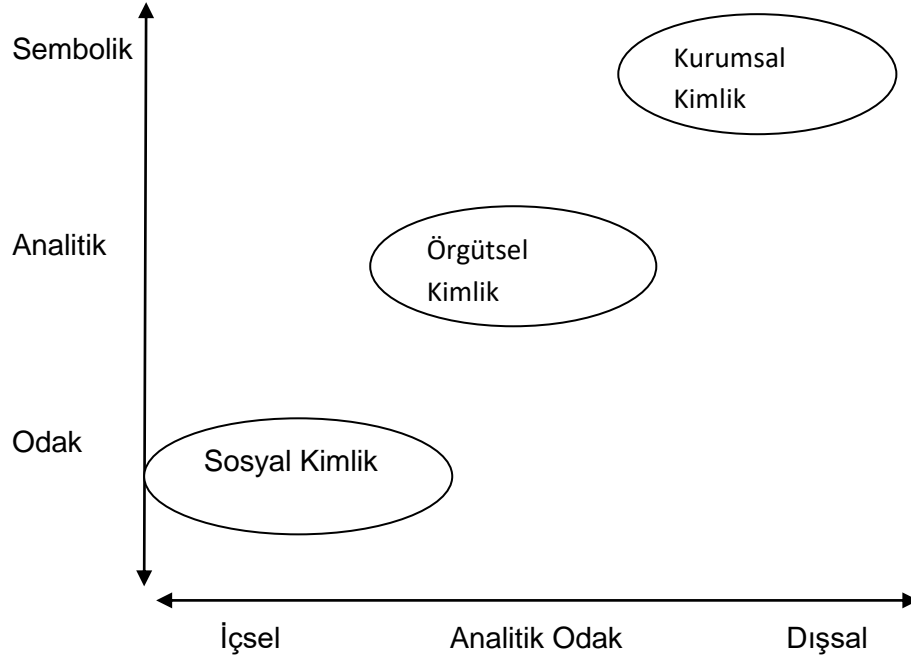 Sembolik
Kurumsal
Kimlik
Analitik
Örgütsel
Kimlik
Odak
Sosyal Kimlik
İçsel
Analitik Odak
Dışsal